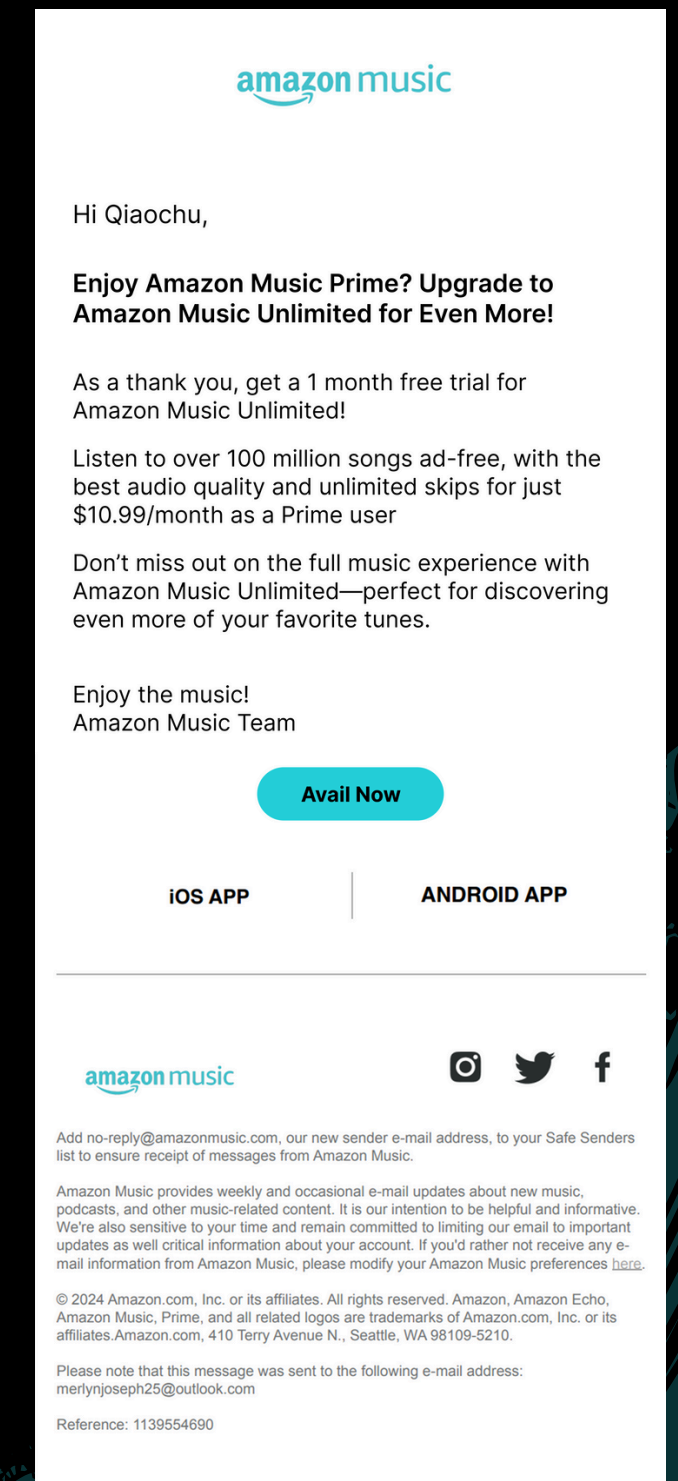 amazon music
Hi Qiaochu,
Enjoy Amazon Music Prime? Upgrade to
Amazon Music Unlimited for Even More!
As a thank you, get a 1 month free trial for
Amazon Music Unlimited!
Listen to over 100 million songs ad-free, with the
best audio quality and unlimited skips for just
$10.99/month as a Prime user
Don’t miss out on the full music experience with
Amazon Music Unlimited—perfect for discovering
even more of your favorite tunes.
Enjoy the music!
Amazon Music Team
Avail Now
iOS APP
ANDROID APP
amazon music
Add no-reply@amazonmusic.com, our new sender e-mail address, to your Safe Senders
list to ensure receipt of messages from Amazon Music.
Amazon Music provides weekly and occasional e-mail updates about new music,
podcasts, and other music-related content. It is our intention to be helpful and informative.
We're also sensitive to your time and remain committed to limiting our email to important
updates as well critical information about your account. If you'd rather not receive any e-
mail information from Amazon Music, please modify your Amazon Music preferences here.
© 2024 Amazon.com, Inc. or its affiliates. All rights reserved. Amazon, Amazon Echo,
Amazon Music, Prime, and all related logos are trademarks of Amazon.com, Inc. or its
affiliates.Amazon.com, 410 Terry Avenue N., Seattle, WA 98109-5210.
Please note that this message was sent to the following e-mail address:
merlynjoseph25@outlook.com
Reference: 1139554690